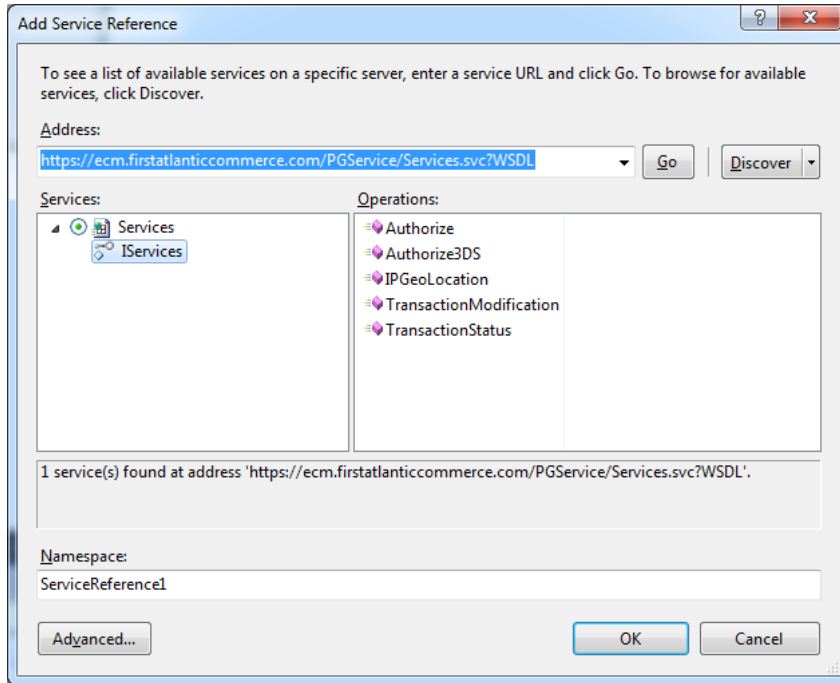 Add Service Reference
To see a list of available services on a specific server, enter a service URL and click Go. To browse for available
services, click Discover.
Address:
https://ecm.firstatlanticcommerce.com/PGService/Services.svc?WSDL
Go
Discover
Services:
Operations:
Services
IServices
Authorize
Authorize3DS
IPGeoLocation
TransactionModification
TransactionStatus
1 service(s) found at address 'https://ecm.firstatlanticcommerce.com/PGService/Services.svc?WSDL'.
Namespace:
ServiceReference1
Advanced...
OK
Cancel